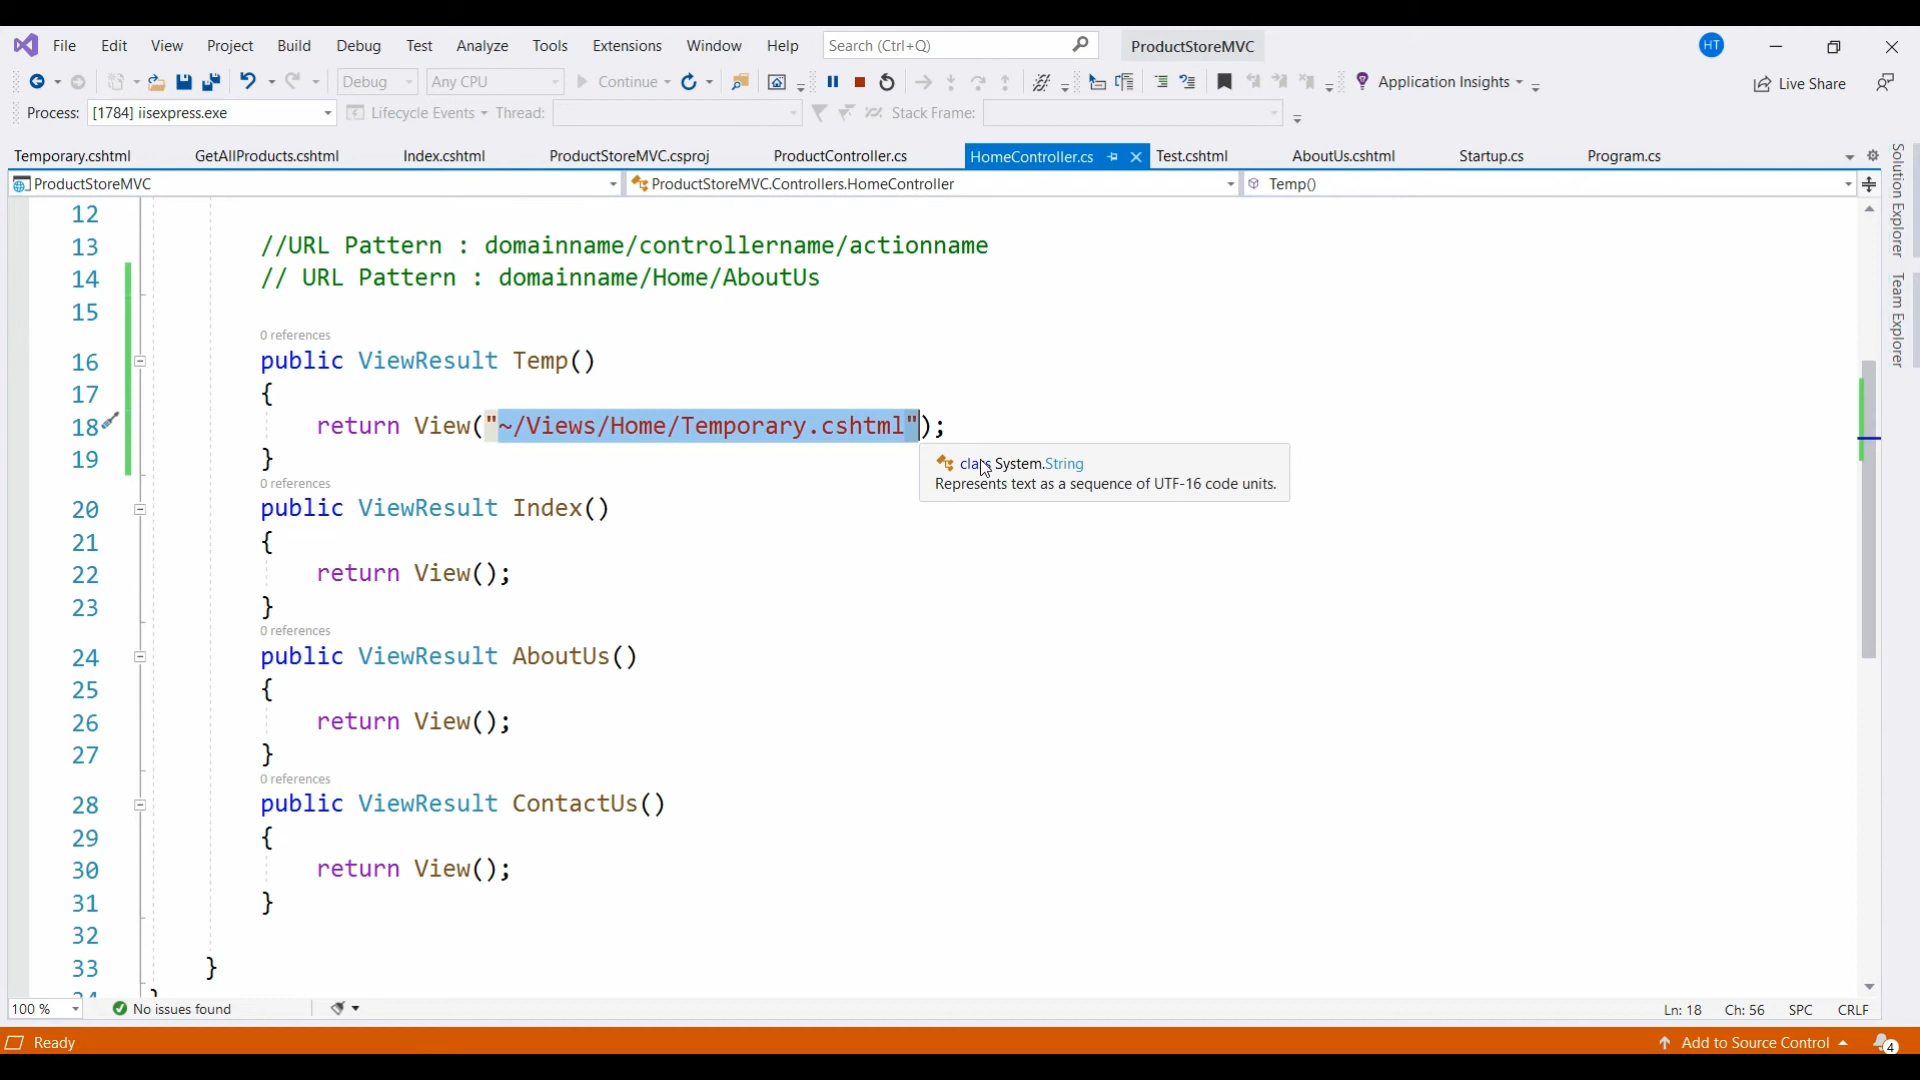 File Edit View Project Build Debug Test Analyze Tools Extensions Window Help Search (Ctrl+Q) ProductStoreMVC HT
Debug Any CPU Continue Application Insights Live Share
Process: [1784] iisexpress.exe Lifecycle Events Thread: Stack Frame:
Temporary.cshtml GetAllProducts.cshtml Index.cshtml ProductStoreMVC.csproj ProductController.cs HomeController.cs Test.cshtml AboutUs.cshtml Startup.cs Program.cs
ProductStoreMVC ProductStoreMVC.Controllers.HomeController Temp()
Solution Explorer
Team Explorer
12
13 //URL Pattern : domainname/controllername/actionname
14 // URL Pattern : domainname/Home/AboutUs
15
0 references
16 public ViewResult Temp()
17 {
18 return View("~/Views/Home/Temporary.cshtml");
class System.String
Represents text as a sequence of UTF-16 code units.
19 }
0 references
20 public ViewResult Index()
21 {
22 return View();
23 }
0 references
24 public ViewResult AboutUs()
25 {
26 return View();
27 }
0 references
28 public ViewResult ContactUs()
29 {
30 return View();
31 }
32
33 }
100 % No issues found Ln: 18 Ch: 56 SPC CRLF
Ready Add to Source Control 4